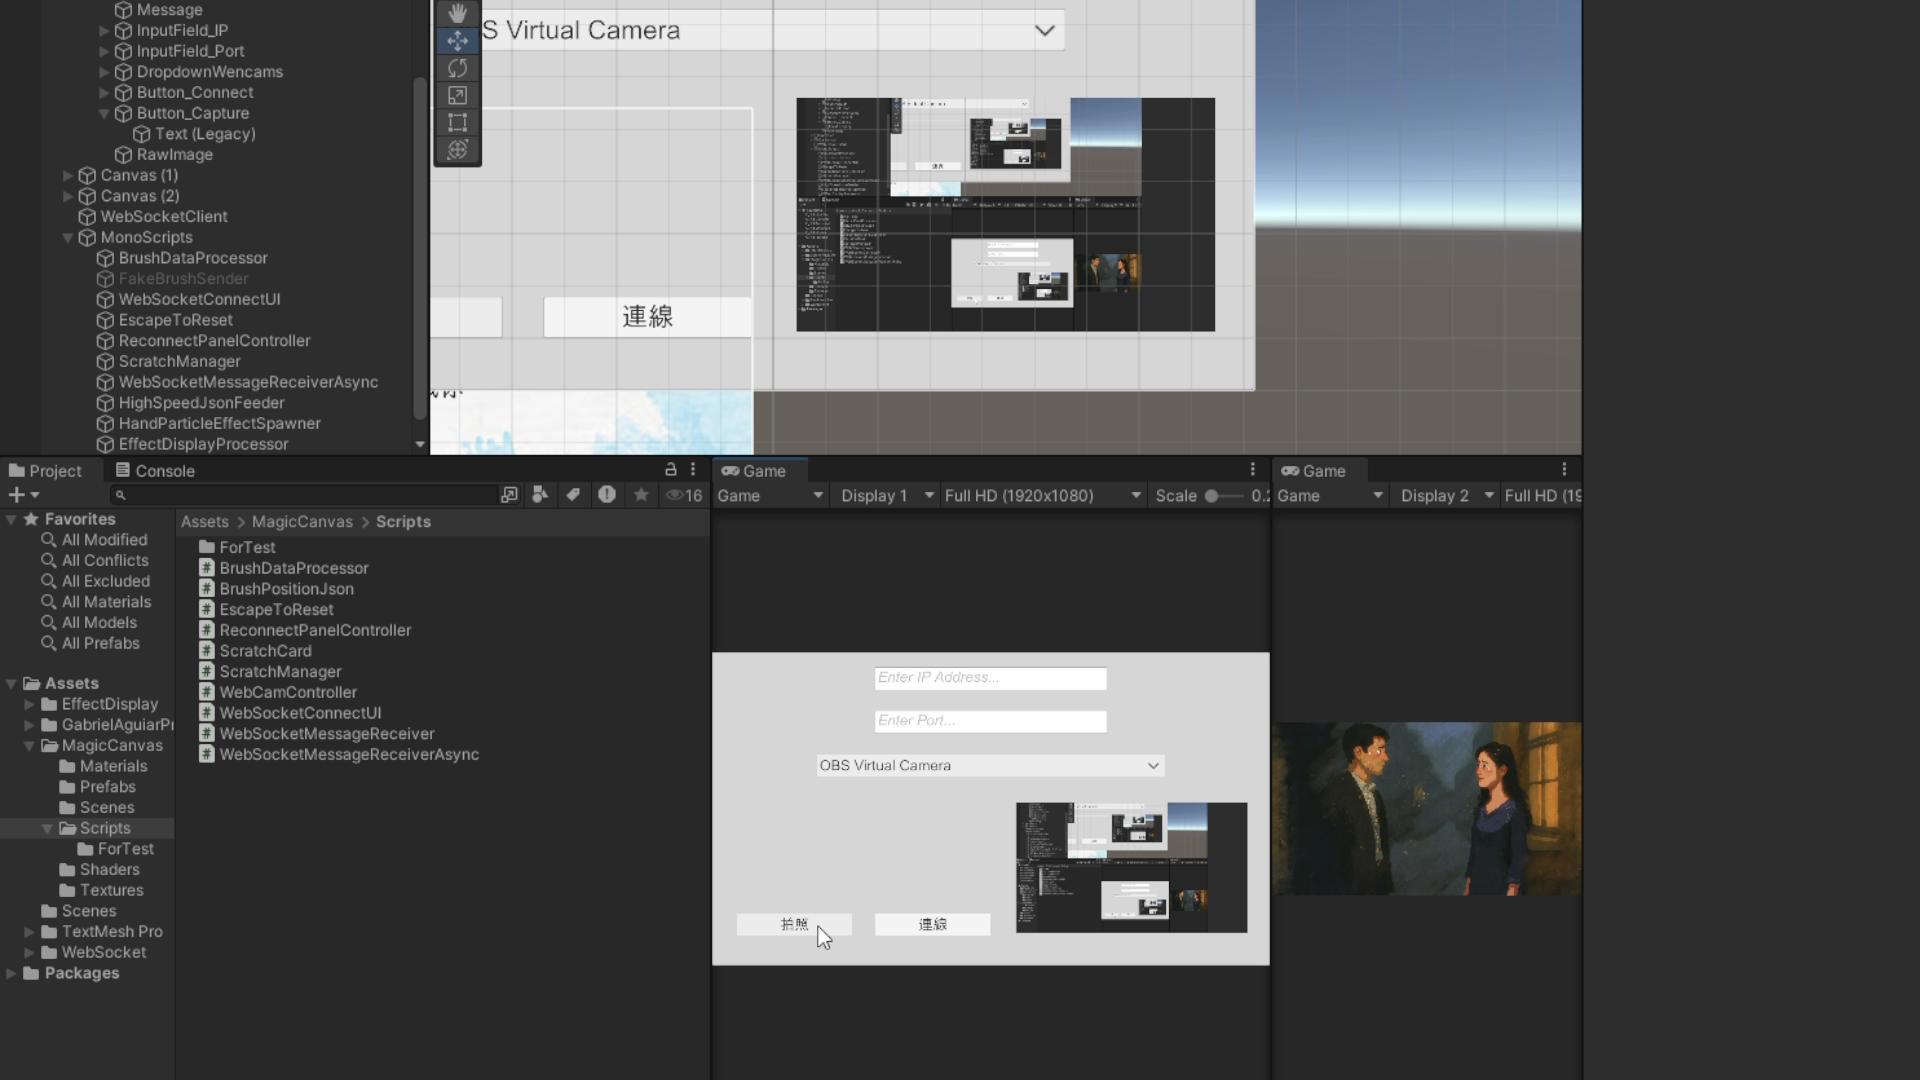 Message
InputField_IP
InputField_Port
DropdownWencams
Button_Connect
Button_Capture
Text (Legacy)
RawImage
Canvas (1)
Canvas (2)
WebSocketClient
MonoScripts
BrushDataProcessor
FakeBrushSender
WebSocketConnectUI
EscapeToReset
ReconnectPanelController
ScratchManager
WebSocketMessageReceiverAsync
HighSpeedJsonFeeder
HandParticleEffectSpawner
EffectDisplayProcessor
S Virtual Camera
連線
Project
Console
16
Favorites
All Modified
All Conflicts
All Excluded
All Materials
All Models
All Prefabs
Assets
EffectDisplay
GabrielAguiarPr
MagicCanvas
Materials
Prefabs
Scenes
Scripts
ForTest
Shaders
Textures
Scenes
TextMesh Pro
WebSocket
Packages
Assets > MagicCanvas > Scripts
ForTest
BrushDataProcessor
BrushPositionJson
EscapeToReset
ReconnectPanelController
ScratchCard
ScratchManager
WebCamController
WebSocketConnectUI
WebSocketMessageReceiver
WebSocketMessageReceiverAsync
Game
Game Display 1 Full HD (1920x1080) Scale 0.2
Enter IP Address...
Enter Port...
OBS Virtual Camera
拍照
連線
Game
Game Display 2 Full HD (19